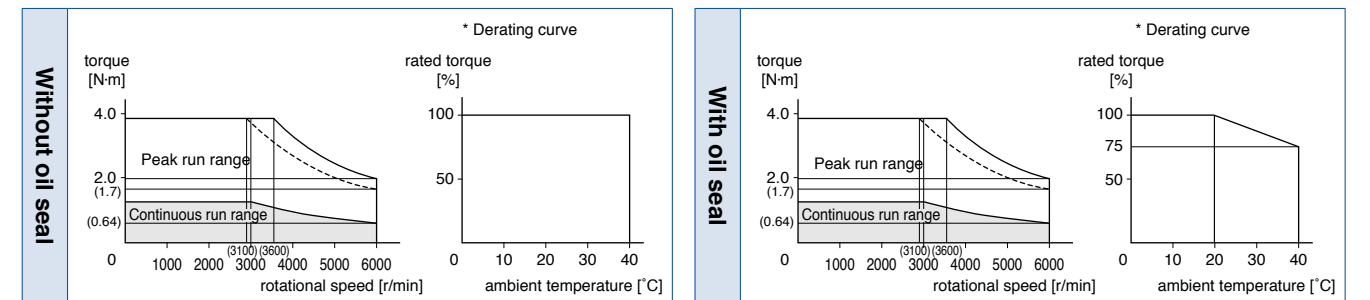 Without oil seal
* Derating curve
torque
[N·m]
rated torque
[%]
4.0
Peak run range
2.0
(1.7)
Continuous run range
(0.64)
(3100) (3600)
0
1000 2000 3000 4000 5000 6000
rotational speed [r/min]
100
50
0 10 20 30 40
ambient temperature [˚C]
With oil seal
* Derating curve
torque
[N·m]
rated torque
[%]
4.0
Peak run range
2.0
(1.7)
Continuous run range
(0.64)
(3100) (3600)
0
1000 2000 3000 4000 5000 6000
rotational speed [r/min]
100
75
50
0 10 20 30 40
ambient temperature [˚C]